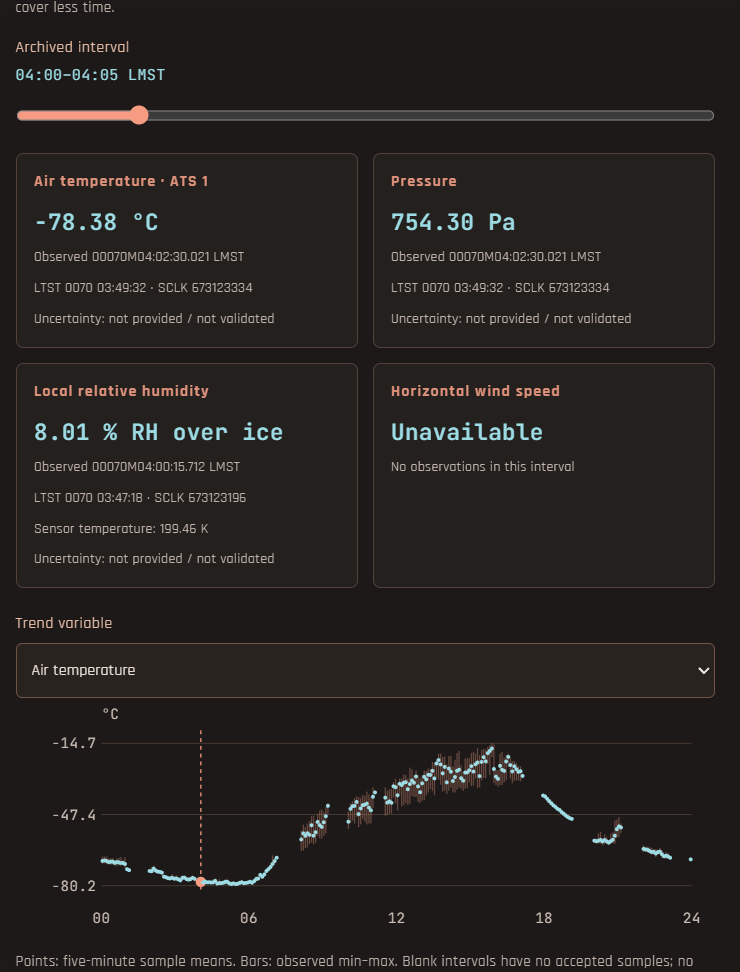 cover less time.
Archived interval
04:00–04:05 LMST
Air temperature · ATS 1
-78.38 °C
Observed 00070M04:02:30.021 LMST
LTST 0070 03:49:32 · SCLK 673123334
Uncertainty: not provided / not validated
Pressure
754.30 Pa
Observed 00070M04:02:30.021 LMST
LTST 0070 03:49:32 · SCLK 673123334
Uncertainty: not provided / not validated
Local relative humidity
8.01 % RH over ice
Observed 00070M04:00:15.712 LMST
LTST 0070 03:47:18 · SCLK 673123196
Sensor temperature: 199.46 K
Uncertainty: not provided / not validated
Horizontal wind speed
Unavailable
No observations in this interval
Trend variable
Air temperature
°C
-14.7
-47.4
-80.2
00 06 12 18 24
Points: five-minute sample means. Bars: observed min–max. Blank intervals have no accepted samples; no